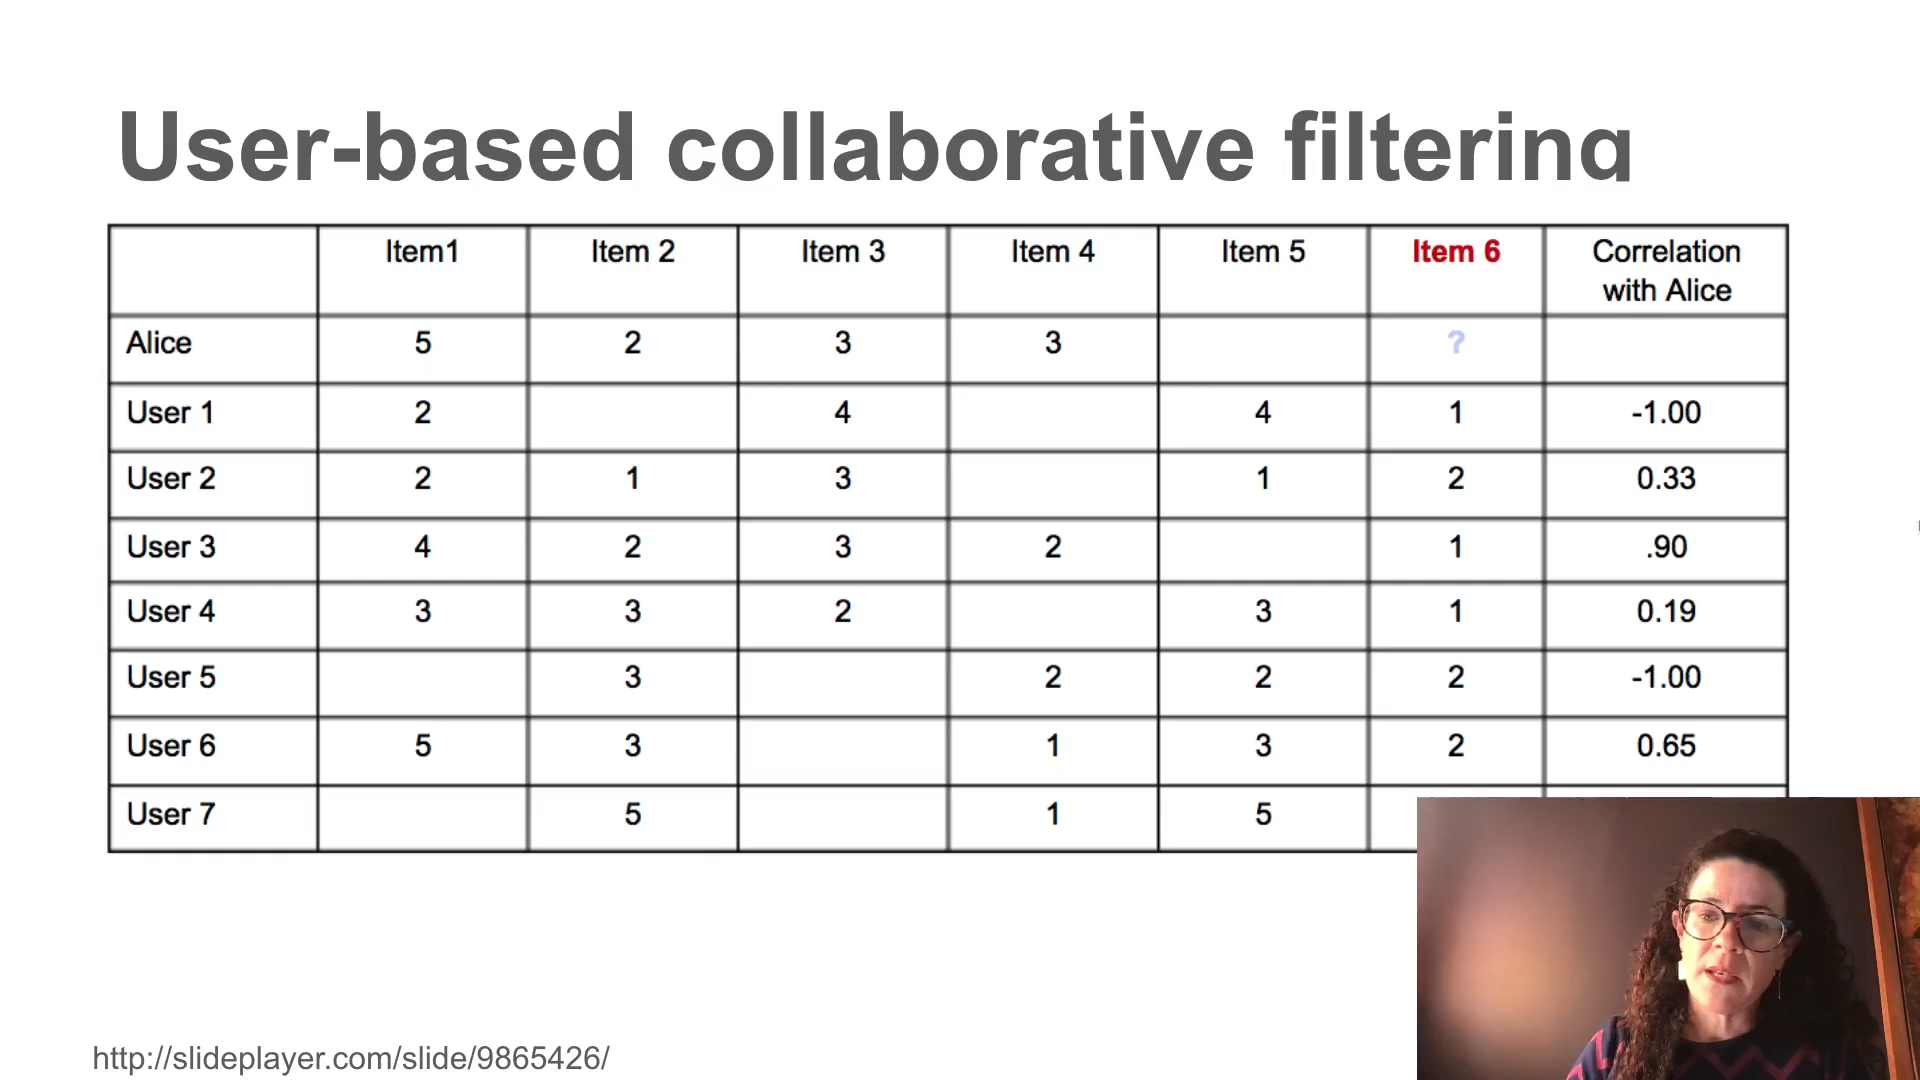 User-based collaborative filtering
Item1 Item 2 Item 3 Item 4 Item 5 Item 6 Correlation with Alice
Alice 5 2 3 3 ?
User 1 2 4 4 1 -1.00
User 2 2 1 3 1 2 0.33
User 3 4 2 3 2 1 .90
User 4 3 3 2 3 1 0.19
User 5 3 2 2 2 -1.00
User 6 5 3 1 3 2 0.65
User 7 5 1 5
http://slideplayer.com/slide/9865426/